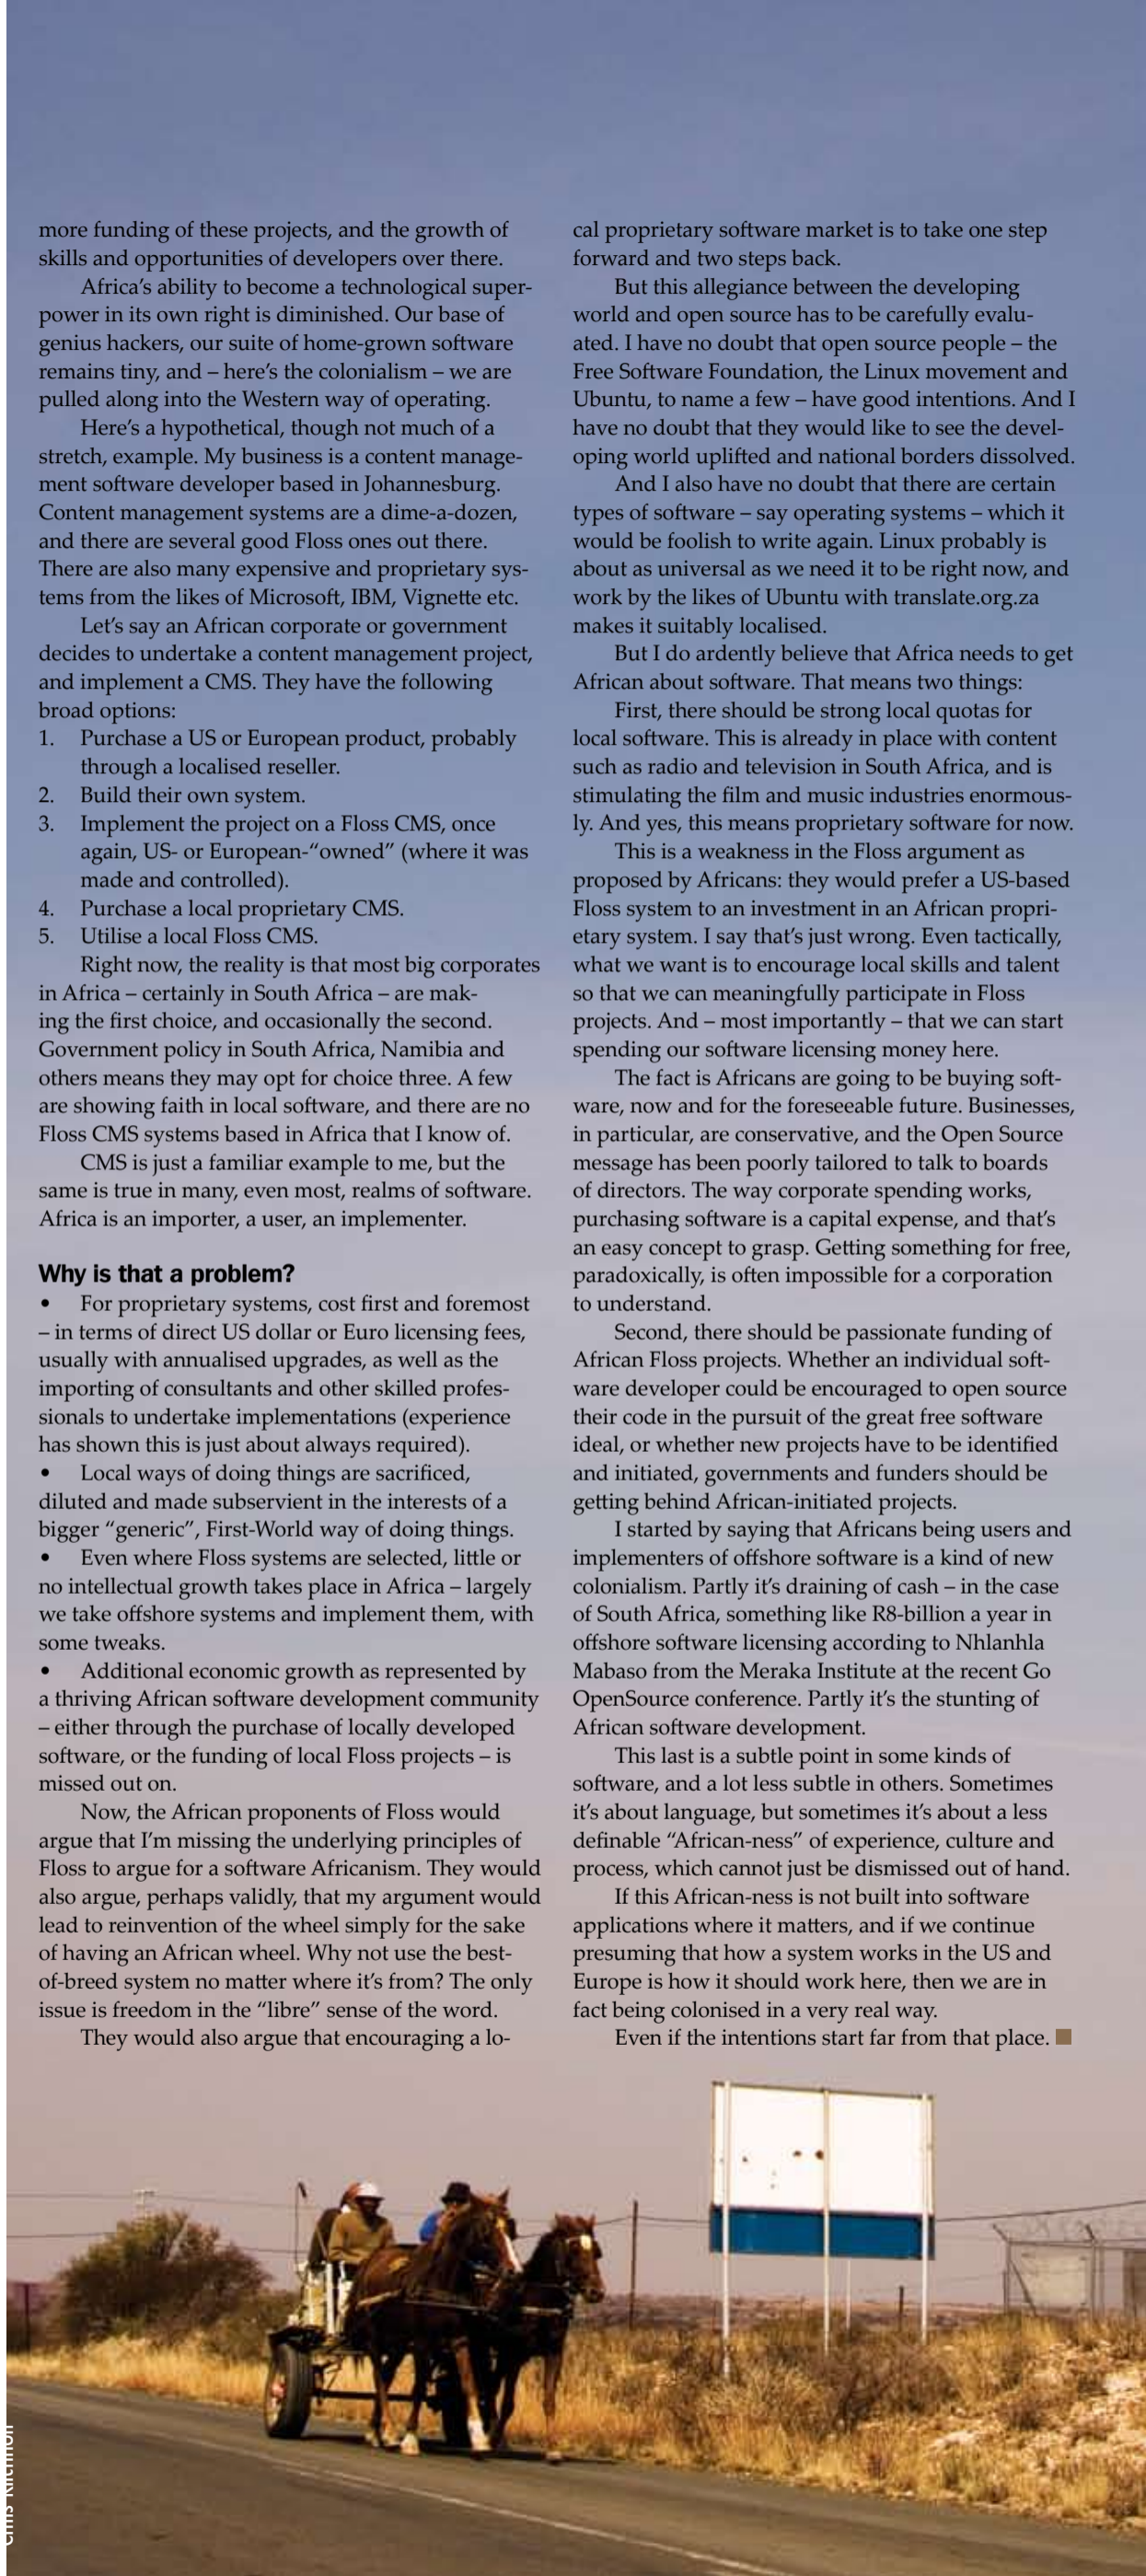 more funding of these projects, and the growth of
skills and opportunities of developers over there.
Africa's ability to become a technological super-
power in its own right is diminished. Our base of
genius hackers, our suite of home-grown software
remains tiny, and – here's the colonialism – we are
pulled along into the Western way of operating.
Here's a hypothetical, though not much of a
stretch, example. My business is a content manage-
ment software developer based in Johannesburg.
Content management systems are a dime-a-dozen,
and there are several good Floss ones out there.
There are also many expensive and proprietary sys-
tems from the likes of Microsoft, IBM, Vignette etc.
Let's say an African corporate or government
decides to undertake a content management project,
and implement a CMS. They have the following
broad options:
1. Purchase a US or European product, probably
through a localised reseller.
2. Build their own system.
3. Implement the project on a Floss CMS, once
again, US- or European-“owned” (where it was
made and controlled).
4. Purchase a local proprietary CMS.
5. Utilise a local Floss CMS.
Right now, the reality is that most big corporates
in Africa – certainly in South Africa – are mak-
ing the first choice, and occasionally the second.
Government policy in South Africa, Namibia and
others means they may opt for choice three. A few
are showing faith in local software, and there are no
Floss CMS systems based in Africa that I know of.
CMS is just a familiar example to me, but the
same is true in many, even most, realms of software.
Africa is an importer, a user, an implementer.
Why is that a problem?
• For proprietary systems, cost first and foremost
– in terms of direct US dollar or Euro licensing fees,
usually with annualised upgrades, as well as the
importing of consultants and other skilled profes-
sionals to undertake implementations (experience
has shown this is just about always required).
• Local ways of doing things are sacrificed,
diluted and made subservient in the interests of a
bigger “generic”, First-World way of doing things.
• Even where Floss systems are selected, little or
no intellectual growth takes place in Africa – largely
we take offshore systems and implement them, with
some tweaks.
• Additional economic growth as represented by
a thriving African software development community
– either through the purchase of locally developed
software, or the funding of local Floss projects – is
missed out on.
Now, the African proponents of Floss would
argue that I'm missing the underlying principles of
Floss to argue for a software Africanism. They would
also argue, perhaps validly, that my argument would
lead to reinvention of the wheel simply for the sake
of having an African wheel. Why not use the best-
of-breed system no matter where it's from? The only
issue is freedom in the “libre” sense of the word.
They would also argue that encouraging a lo-
cal proprietary software market is to take one step
forward and two steps back.
But this allegiance between the developing
world and open source has to be carefully evalu-
ated. I have no doubt that open source people – the
Free Software Foundation, the Linux movement and
Ubuntu, to name a few – have good intentions. And I
have no doubt that they would like to see the devel-
oping world uplifted and national borders dissolved.
And I also have no doubt that there are certain
types of software – say operating systems – which it
would be foolish to write again. Linux probably is
about as universal as we need it to be right now, and
work by the likes of Ubuntu with translate.org.za
makes it suitably localised.
But I do ardently believe that Africa needs to get
African about software. That means two things:
First, there should be strong local quotas for
local software. This is already in place with content
such as radio and television in South Africa, and is
stimulating the film and music industries enormous-
ly. And yes, this means proprietary software for now.
This is a weakness in the Floss argument as
proposed by Africans: they would prefer a US-based
Floss system to an investment in an African propri-
etary system. I say that's just wrong. Even tactically,
what we want is to encourage local skills and talent
so that we can meaningfully participate in Floss
projects. And – most importantly – that we can start
spending our software licensing money here.
The fact is Africans are going to be buying soft-
ware, now and for the foreseeable future. Businesses,
in particular, are conservative, and the Open Source
message has been poorly tailored to talk to boards
of directors. The way corporate spending works,
purchasing software is a capital expense, and that's
an easy concept to grasp. Getting something for free,
paradoxically, is often impossible for a corporation
to understand.
Second, there should be passionate funding of
African Floss projects. Whether an individual soft-
ware developer could be encouraged to open source
their code in the pursuit of the great free software
ideal, or whether new projects have to be identified
and initiated, governments and funders should be
getting behind African-initiated projects.
I started by saying that Africans being users and
implementers of offshore software is a kind of new
colonialism. Partly it's draining of cash – in the case
of South Africa, something like R8-billion a year in
offshore software licensing according to Nhlanhla
Mabaso from the Meraka Institute at the recent Go
OpenSource conference. Partly it's the stunting of
African software development.
This last is a subtle point in some kinds of
software, and a lot less subtle in others. Sometimes
it's about language, but sometimes it's about a less
definable “African-ness” of experience, culture and
process, which cannot just be dismissed out of hand.
If this African-ness is not built into software
applications where it matters, and if we continue
presuming that how a system works in the US and
Europe is how it should work here, then we are in
fact being colonised in a very real way.
Even if the intentions start far from that place.